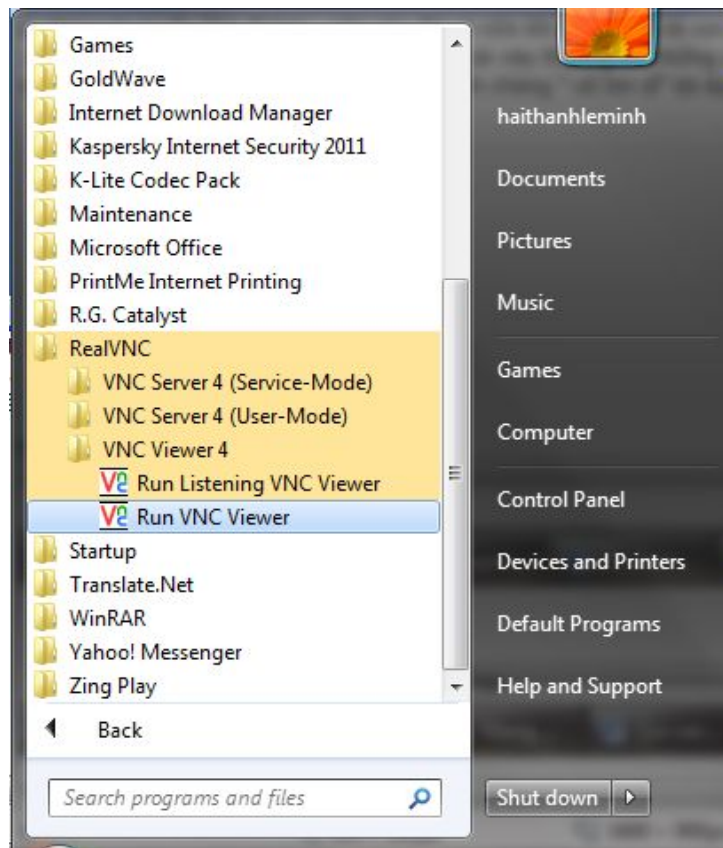 Games
GoldWave
Internet Download Manager
Kaspersky Internet Security 2011
K-Lite Codec Pack
Maintenance
Microsoft Office
PrintMe Internet Printing
R.G. Catalyst
RealVNC
VNC Server 4 (Service-Mode)
VNC Server 4 (User-Mode)
VNC Viewer 4
Run Listening VNC Viewer
Run VNC Viewer
Startup
Translate.Net
WinRAR
Yahoo! Messenger
Zing Play
Back
Search programs and files
haithanhleminh
Documents
Pictures
Music
Games
Computer
Control Panel
Devices and Printers
Default Programs
Help and Support
Shut down